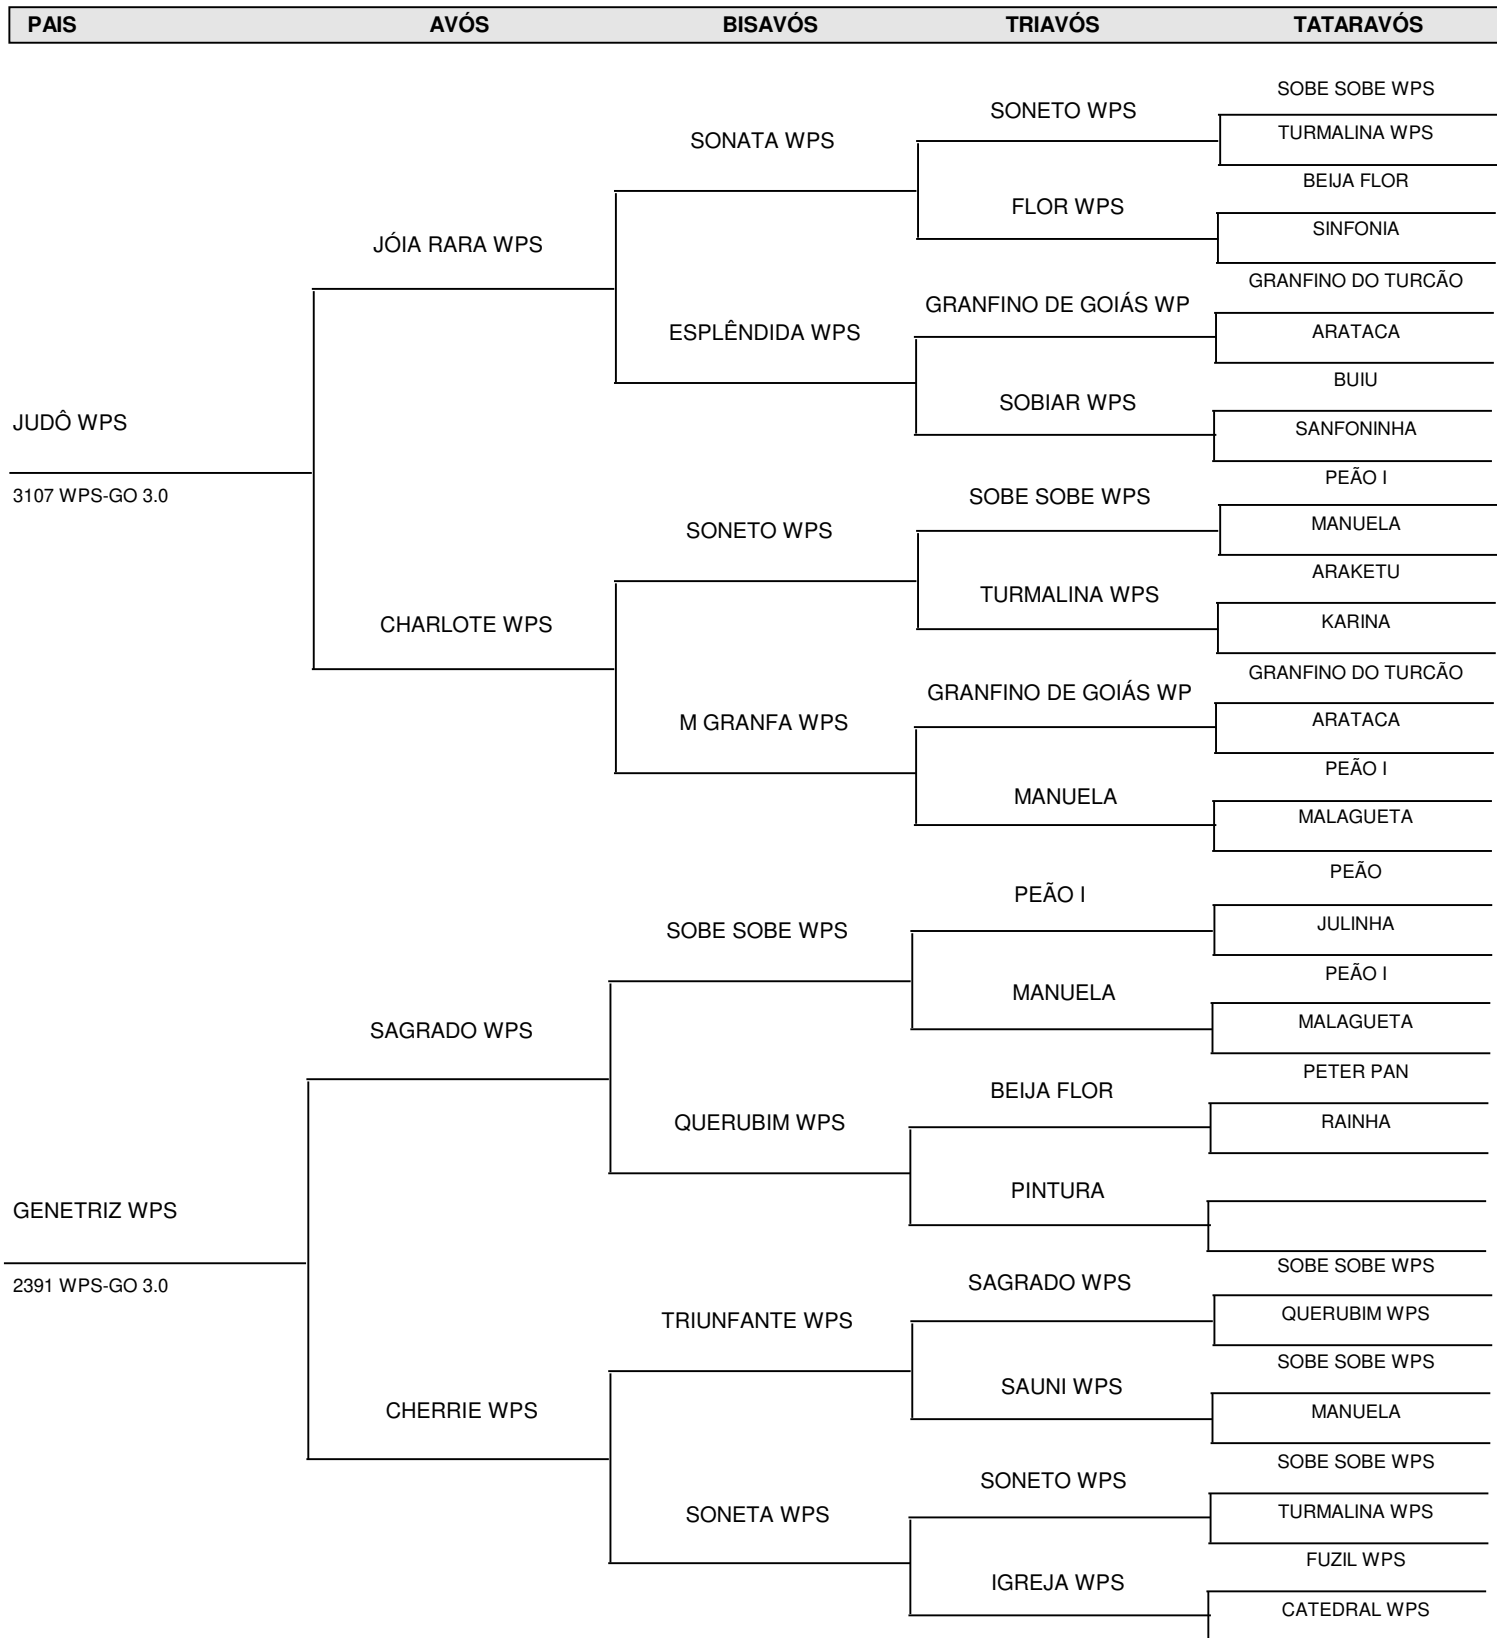 PAIS AVÓS BISAVÓS TRIAVÓS TATARAVÓS
SOBE SOBE WPS
SONETO WPS
TURMALINA WPS
SONATA WPS
BEIJA FLOR
FLOR WPS
SINFONIA
JÓIA RARA WPS
GRANFINO DO TURCÃO
GRANFINO DE GOIÁS WP
ARATACA
ESPLÊNDIDA WPS
BUIU
SOBIAR WPS
SANFONINHA
JUDÔ WPS
3107 WPS-GO 3.0
PEÃO I
SOBE SOBE WPS
MANUELA
SONETO WPS
ARAKETU
TURMALINA WPS
KARINA
CHARLOTE WPS
GRANFINO DO TURCÃO
GRANFINO DE GOIÁS WP
ARATACA
M GRANFA WPS
PEÃO I
MANUELA
MALAGUETA
PEÃO
PEÃO I
JULINHA
SOBE SOBE WPS
PEÃO I
MANUELA
MALAGUETA
SAGRADO WPS
PETER PAN
BEIJA FLOR
RAINHA
QUERUBIM WPS
PINTURA
GENETRIZ WPS
2391 WPS-GO 3.0
SOBE SOBE WPS
SAGRADO WPS
QUERUBIM WPS
TRIUNFANTE WPS
SOBE SOBE WPS
SAUNI WPS
MANUELA
CHERRIE WPS
SOBE SOBE WPS
SONETO WPS
TURMALINA WPS
SONETA WPS
FUZIL WPS
IGREJA WPS
CATEDRAL WPS